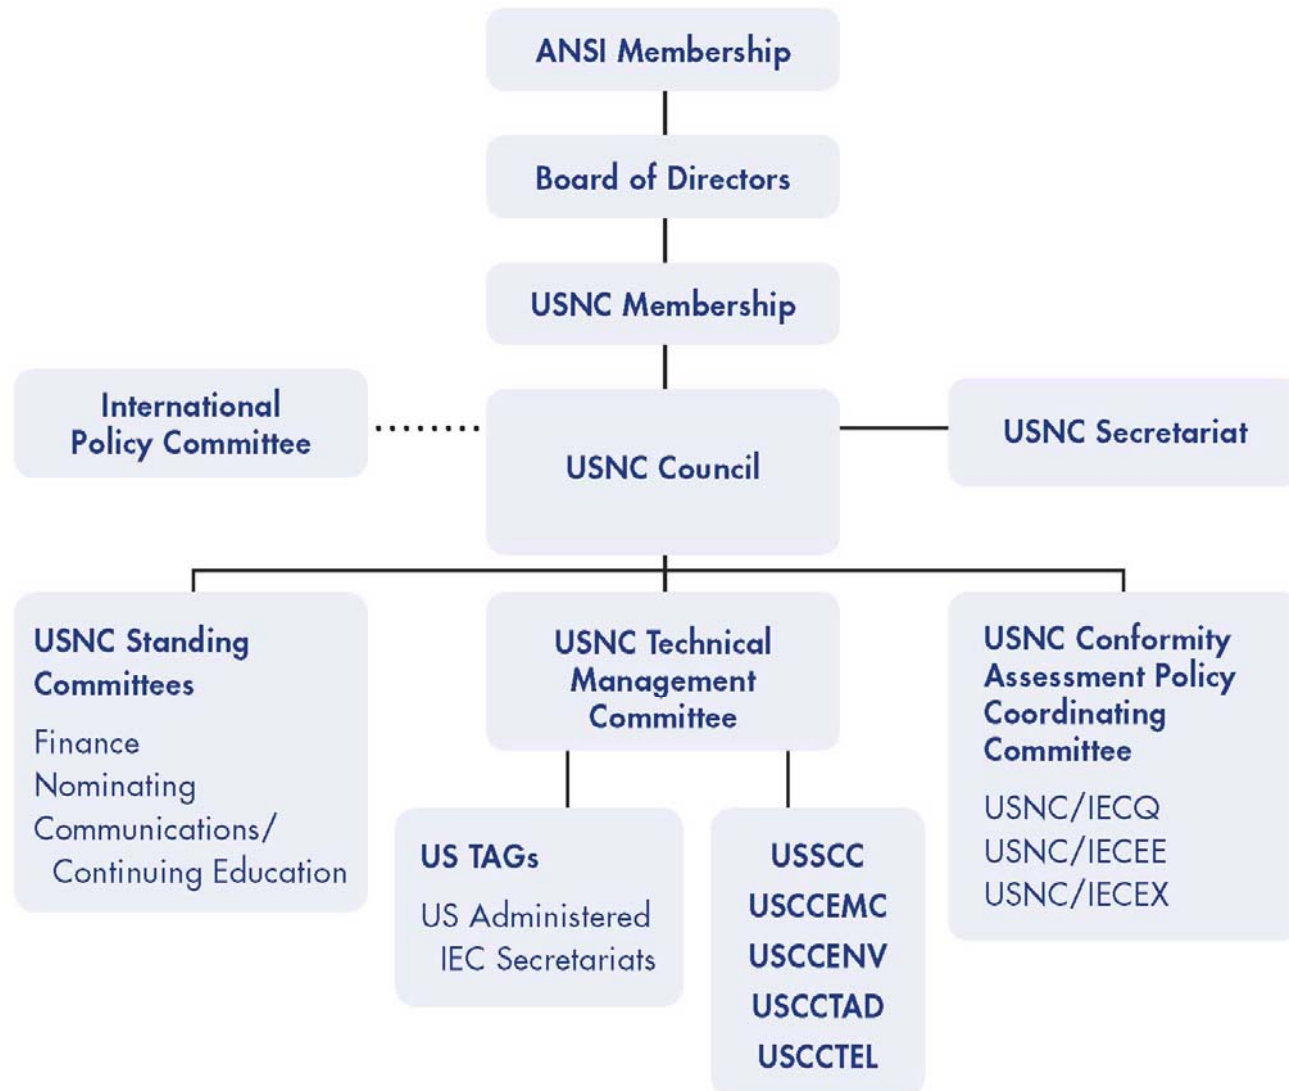 ANSI Membership
Board of Directors
USNC Membership
International
Policy Committee
USNC Council
USNC Secretariat
USNC Standing
Committees
Finance
Nominating
Communications/
Continuing Education
USNC Technical
Management
Committee
USNC Conformity
Assessment Policy
Coordinating
Committee
USNC/IECQ
USNC/IECEE
USNC/IECEX
US TAGs
US Administered
IEC Secretariats
USSCC
USCCEMC
USCCENV
USCCTAD
USCCTEL